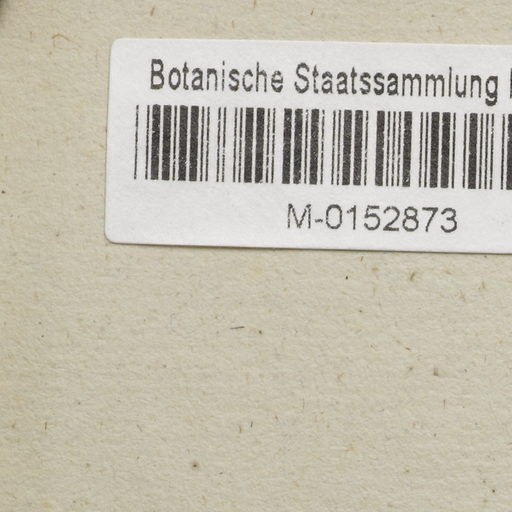 Botanische Staatssammlung
M-0152873